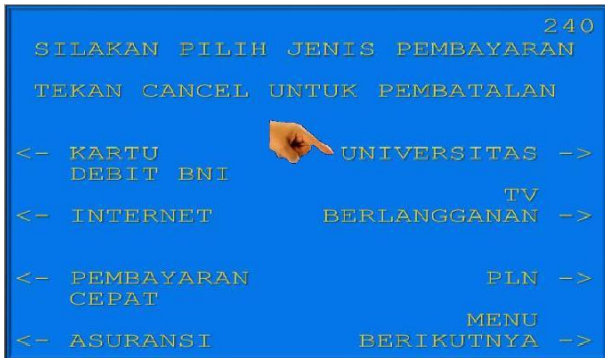 240
SILAKAN PILIH JENIS PEMBAYARAN
TEKAN CANCEL UNTUK PEMBATALAN
<- KARTU
DEBIT BNI
UNIVERSITAS ->
<- INTERNET
TV
BERLANGGANAN ->
<- PEMBAYARAN
CEPAT
PLN ->
<- ASURANSI
MENU
BERIKUTNYA ->